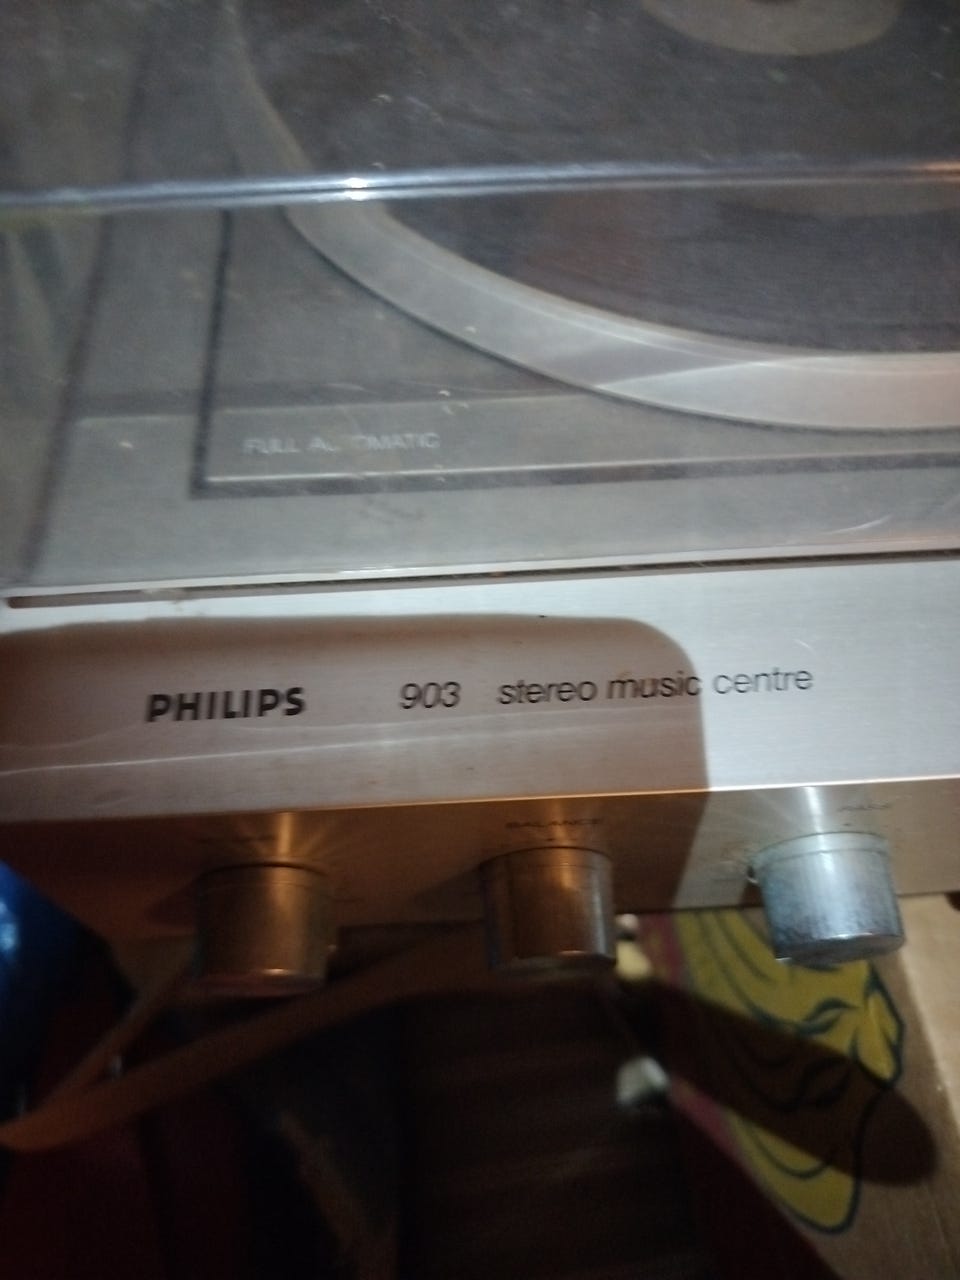 FULL AUTOMATIC
PHILIPS 903 stereo music centre
BALANCE